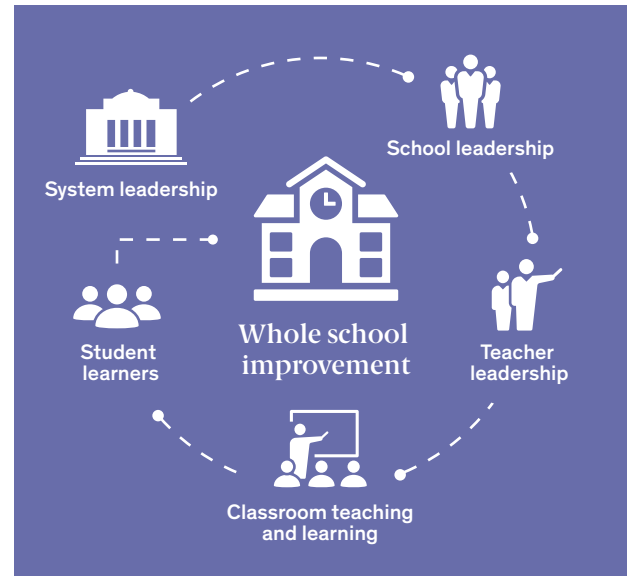 System leadership
School leadership
Whole school
improvement
Student
learners
Teacher
leadership
Classroom teaching
and learning